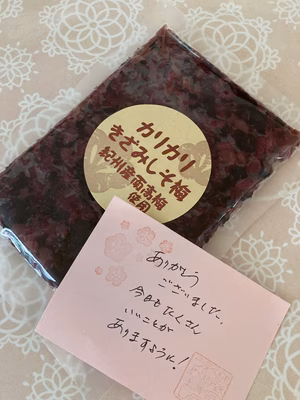 カリカリ
きざみしそ梅
紀州産南高梅
使用
ありがとう
ございました。
今日もたくさん
いいことが
ありますように!